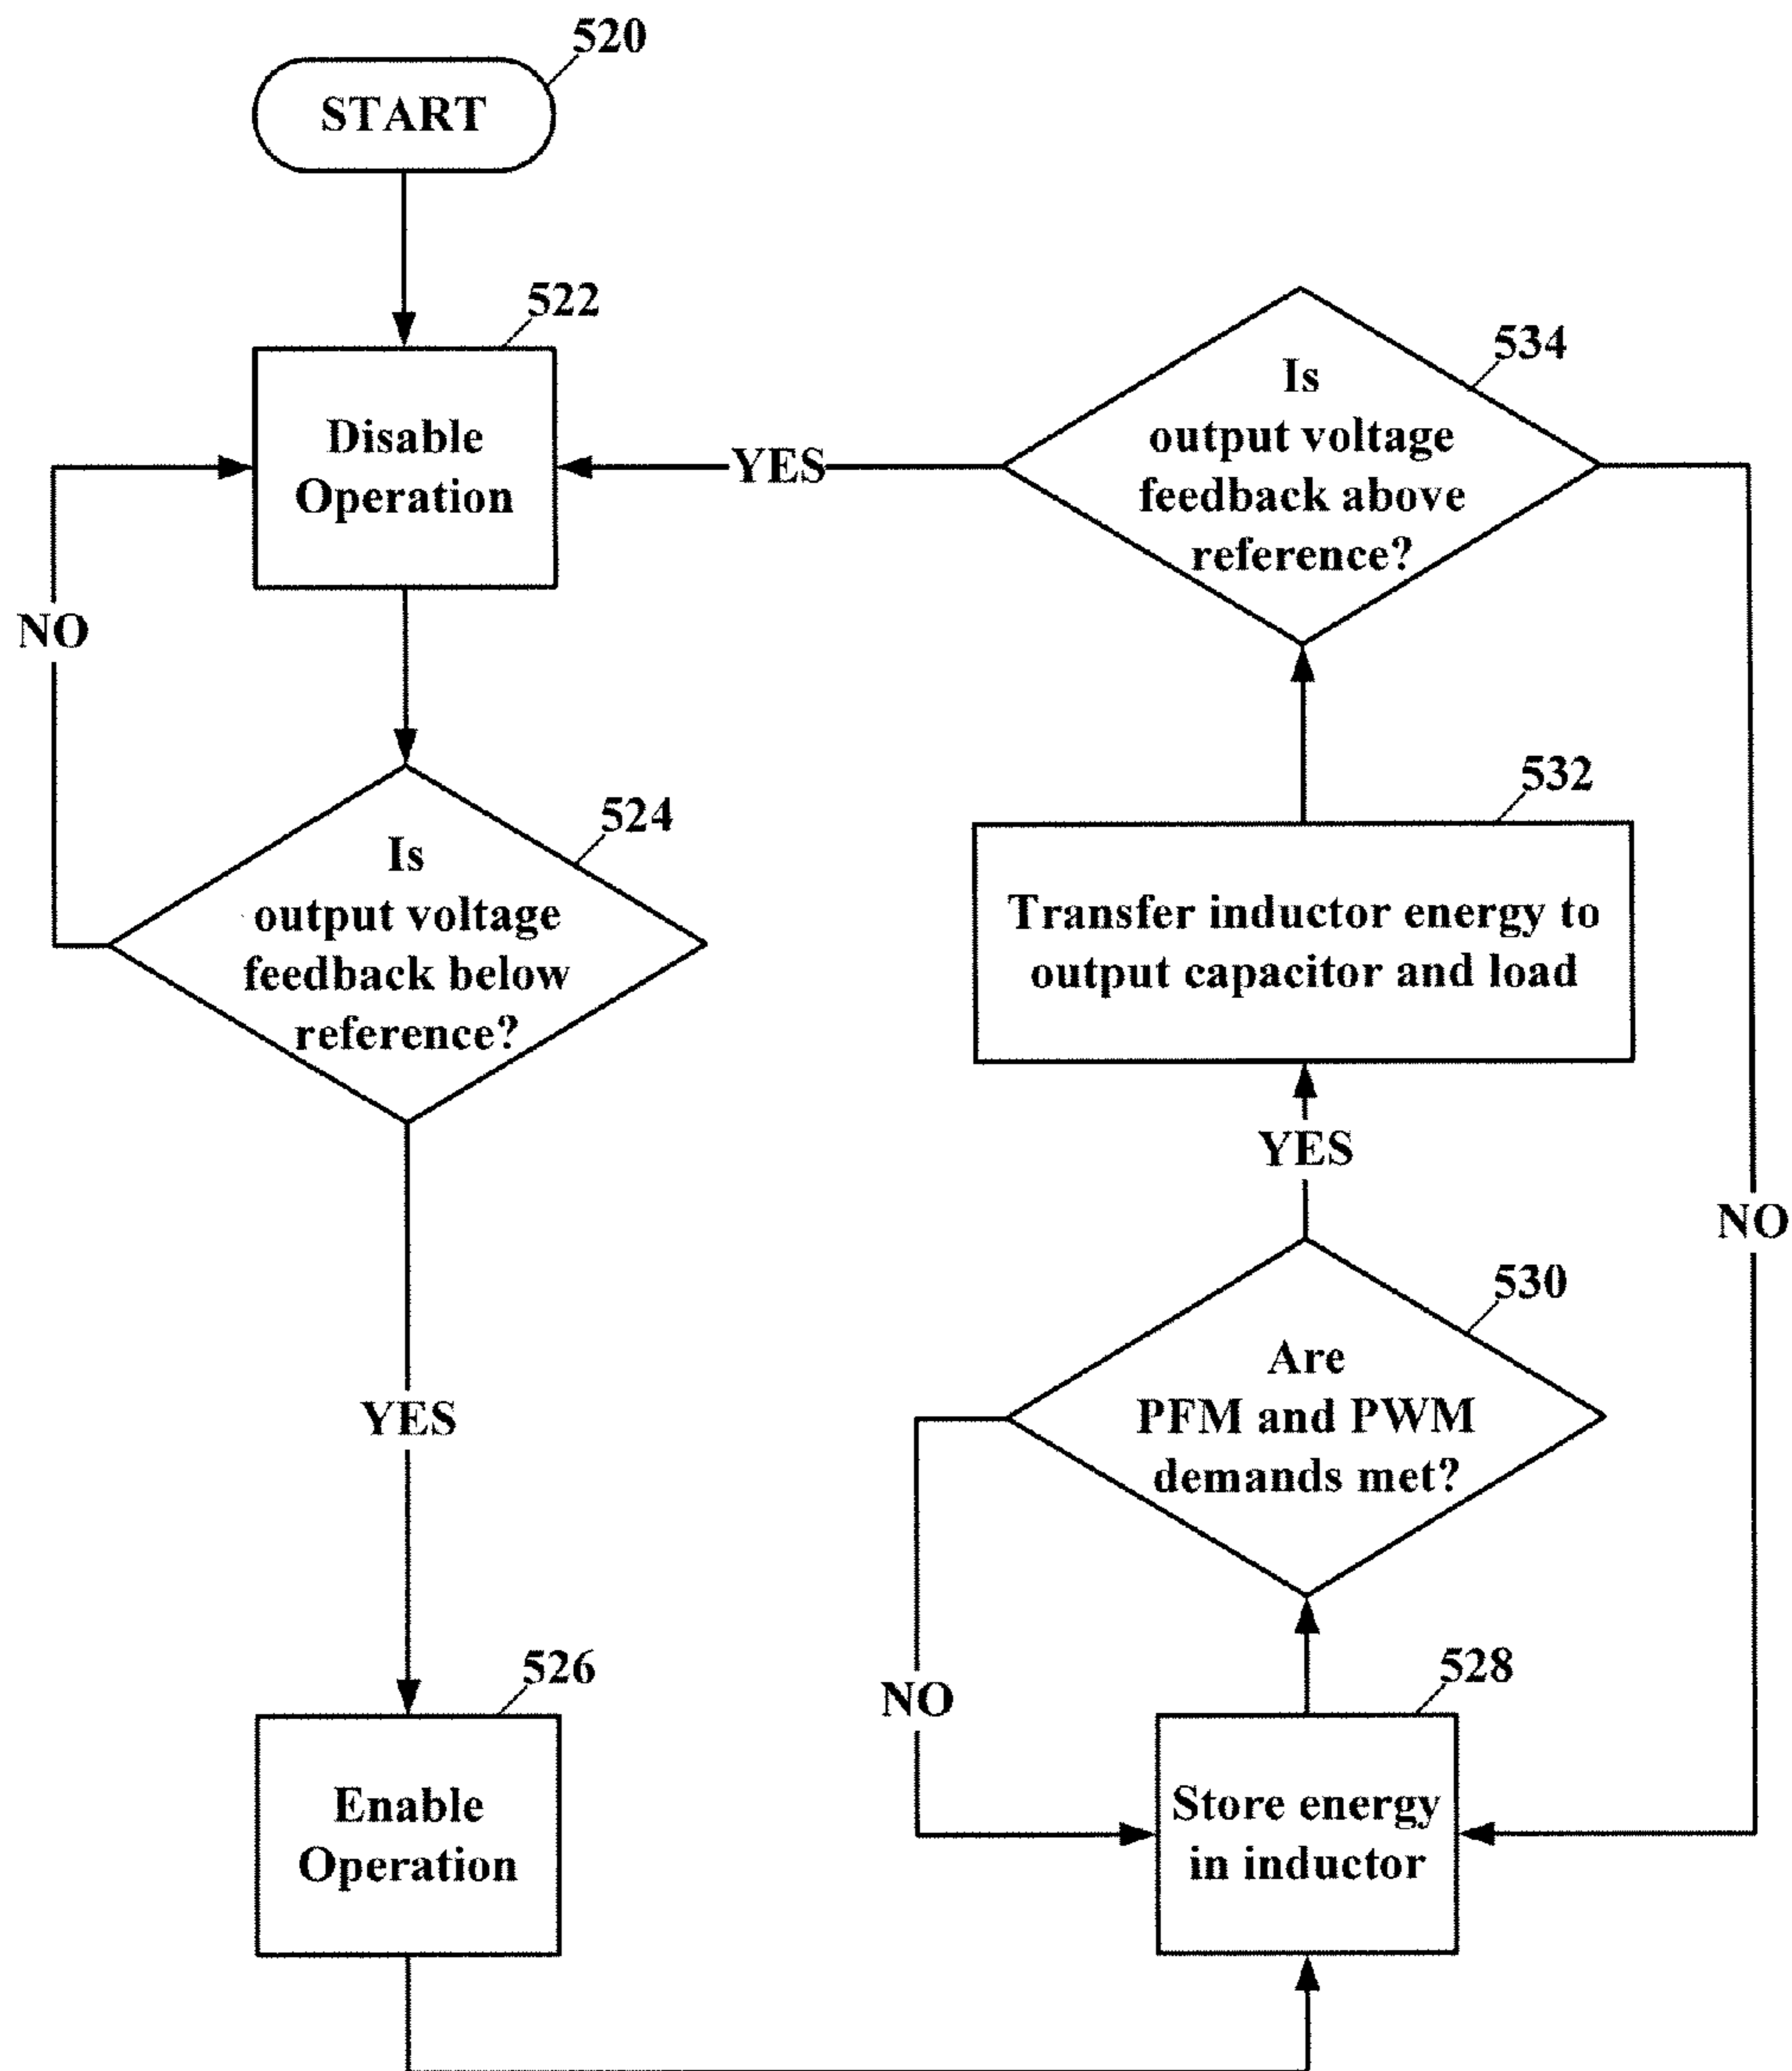 520
START
522
Disable
Operation
NO
YES
534
Is
output voltage
feedback above
reference?
524
Is
output voltage
feedback below
reference?
532
Transfer inductor energy to
output capacitor and load
YES
NO
530
Are
PFM and PWM
demands met?
YES
NO
526
Enable
Operation
528
Store energy
in inductor